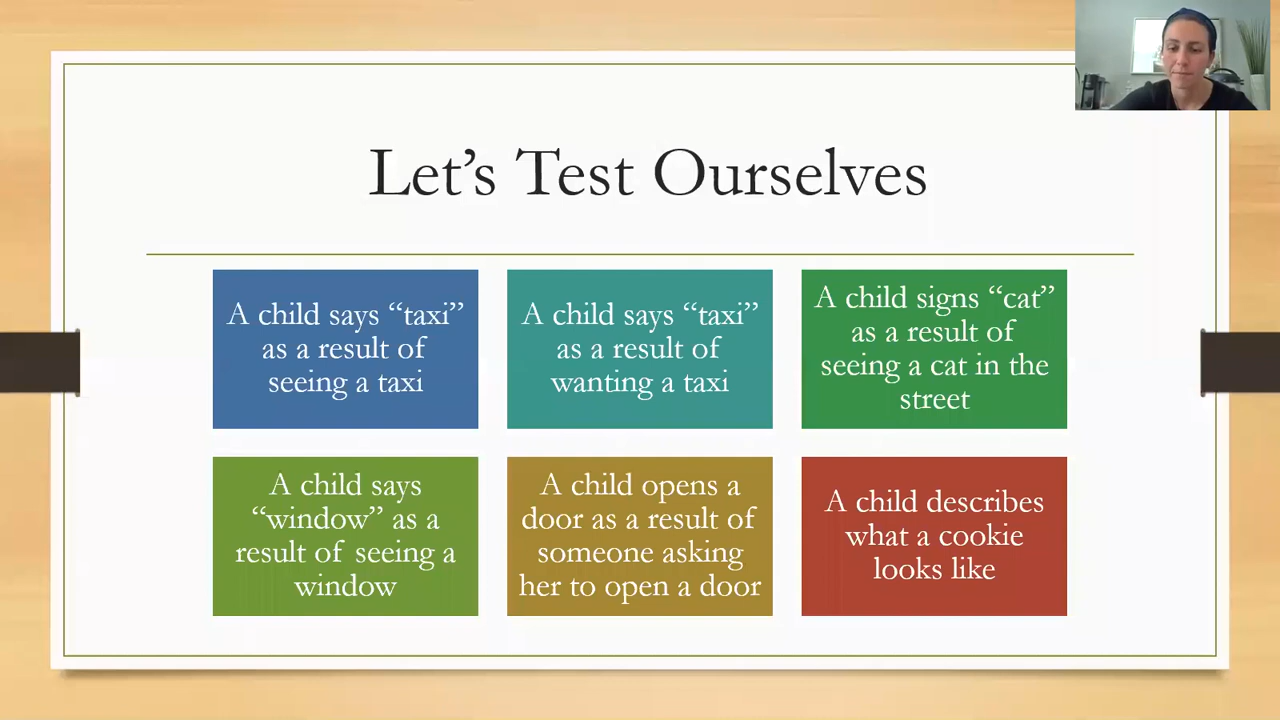 Let’s Test Ourselves
A child says “taxi”
as a result of
seeing a taxi
A child says “taxi”
as a result of
wanting a taxi
A child signs “cat”
as a result of
seeing a cat in the
street
A child says
“window” as a
result of seeing a
window
A child opens a
door as a result of
someone asking
her to open a door
A child describes
what a cookie
looks like